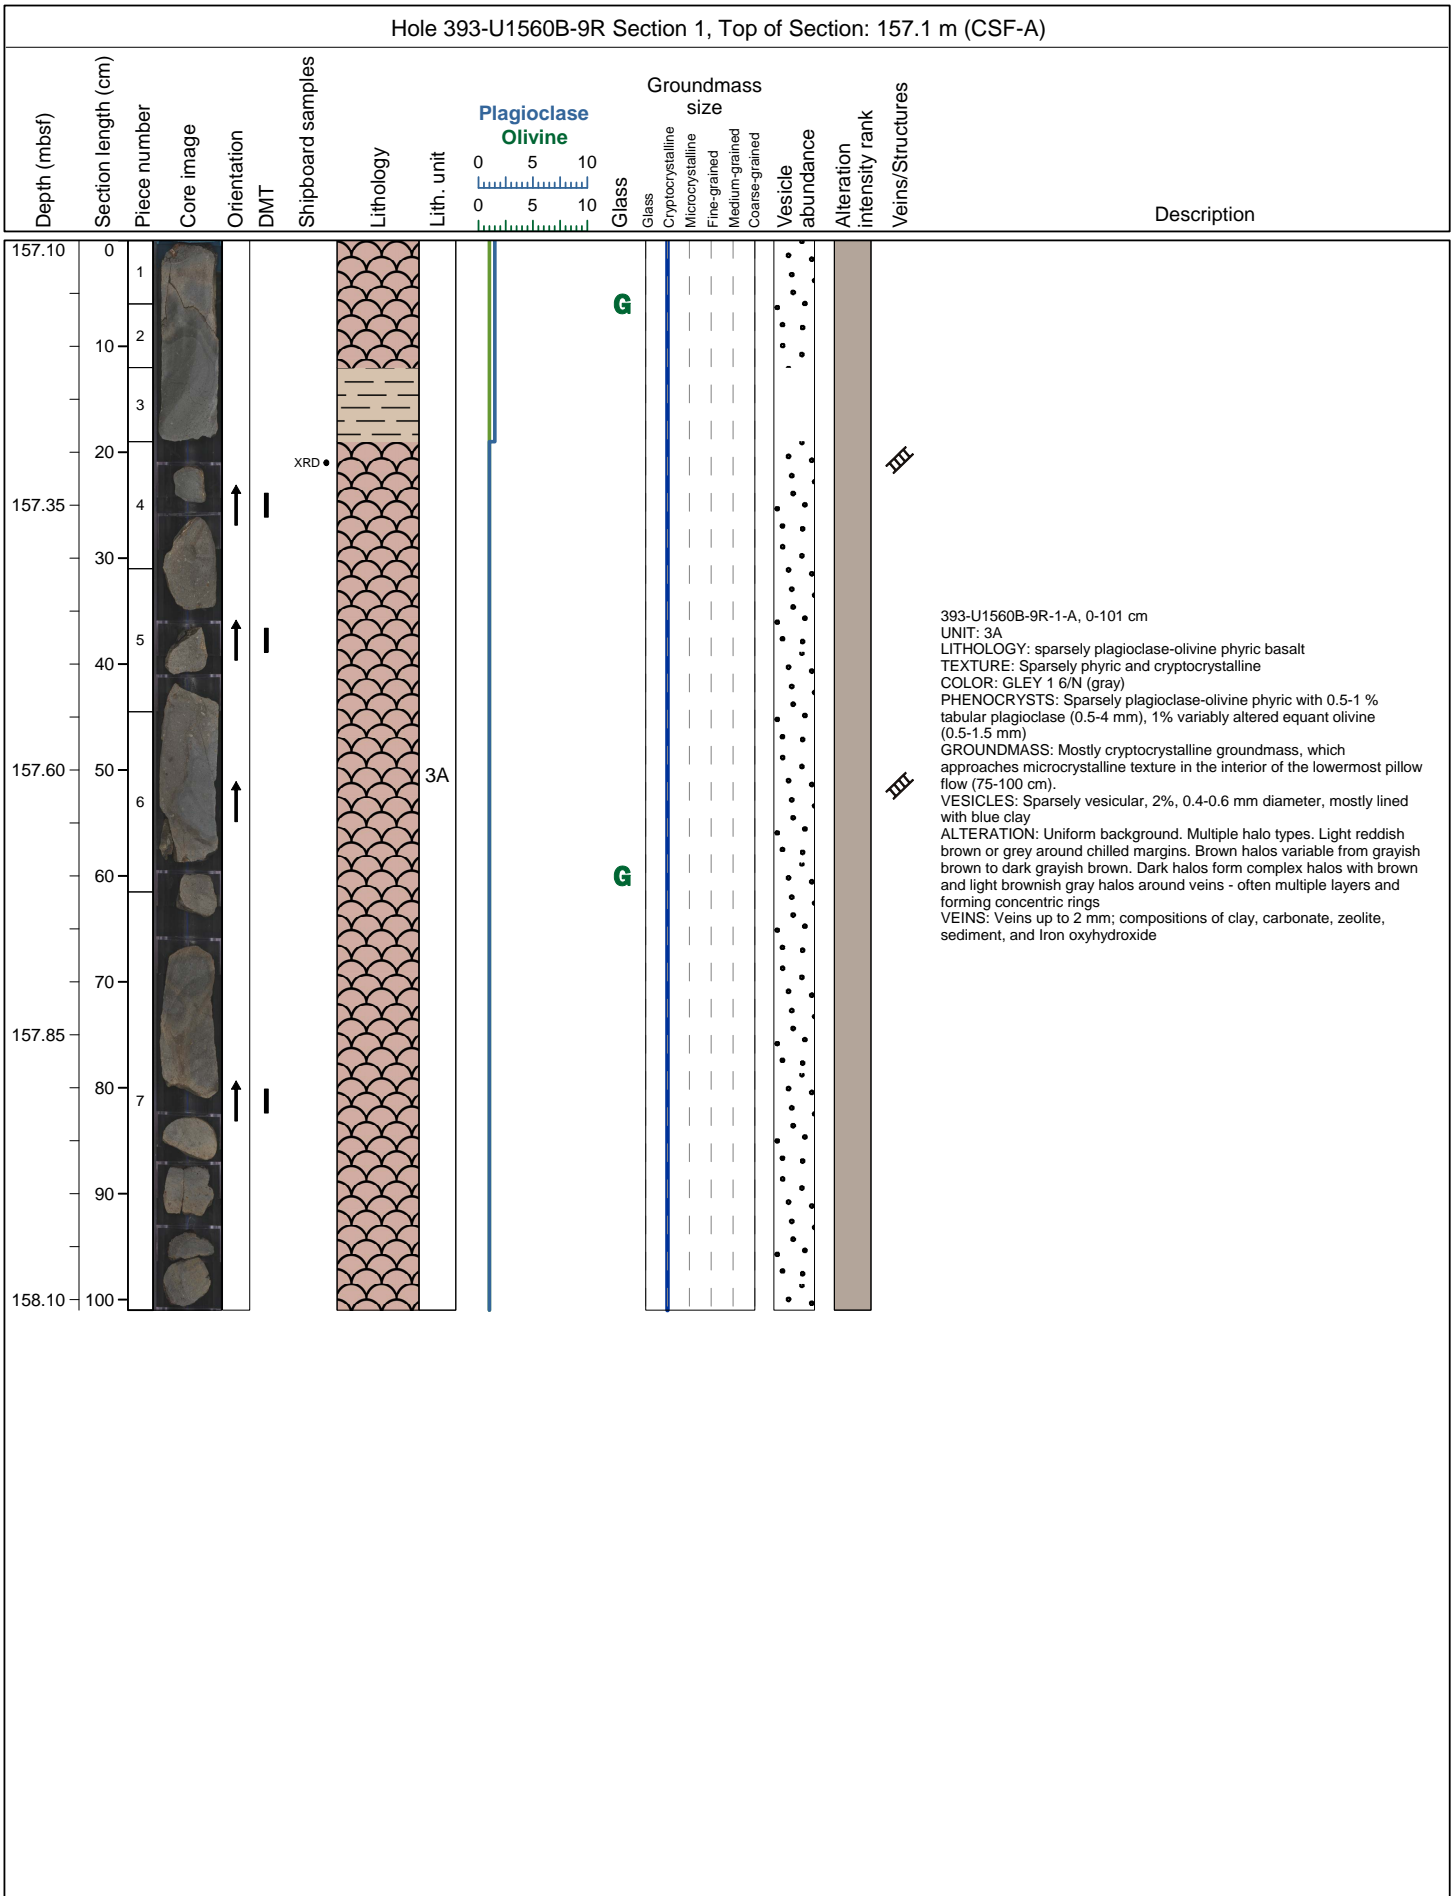 Hole 393-U1560B-9R Section 1, Top of Section: 157.1 m (CSF-A)
Depth (mbsf)
Section length (cm)
Piece number
Core image
Orientation
DMT
Shipboard samples
Lithology
Lith. unit
Plagioclase
Olivine
0 5 10
0 5 10
Glass
Groundmass
size
Glass
Cryptocrystalline
Microcrystalline
Fine-grained
Medium-grained
Coarse-grained
Vesicle
abundance
Alteration
intensity rank
Veins/Structures
Description
157.10
157.35
157.60
157.85
158.10
0
10
20
30
40
50
60
70
80
90
100
1
2
3
4
5
6
7
XRD
3A
G
G
393-U1560B-9R-1-A, 0-101 cm
UNIT: 3A
LITHOLOGY: sparsely plagioclase-olivine phyric basalt
TEXTURE: Sparsely phyric and cryptocrystalline
COLOR: GLEY 1 6/N (gray)
PHENOCRYSTS: Sparsely plagioclase-olivine phyric with 0.5-1 %
tabular plagioclase (0.5-4 mm), 1% variably altered equant olivine
(0.5-1.5 mm)
GROUNDMASS: Mostly cryptocrystalline groundmass, which
approaches microcrystalline texture in the interior of the lowermost pillow
flow (75-100 cm).
VESICLES: Sparsely vesicular, 2%, 0.4-0.6 mm diameter, mostly lined
with blue clay
ALTERATION: Uniform background. Multiple halo types. Light reddish
brown or grey around chilled margins. Brown halos variable from grayish
brown to dark grayish brown. Dark halos form complex halos with brown
and light brownish gray halos around veins - often multiple layers and
forming concentric rings
VEINS: Veins up to 2 mm; compositions of clay, carbonate, zeolite,
sediment, and Iron oxyhydroxide